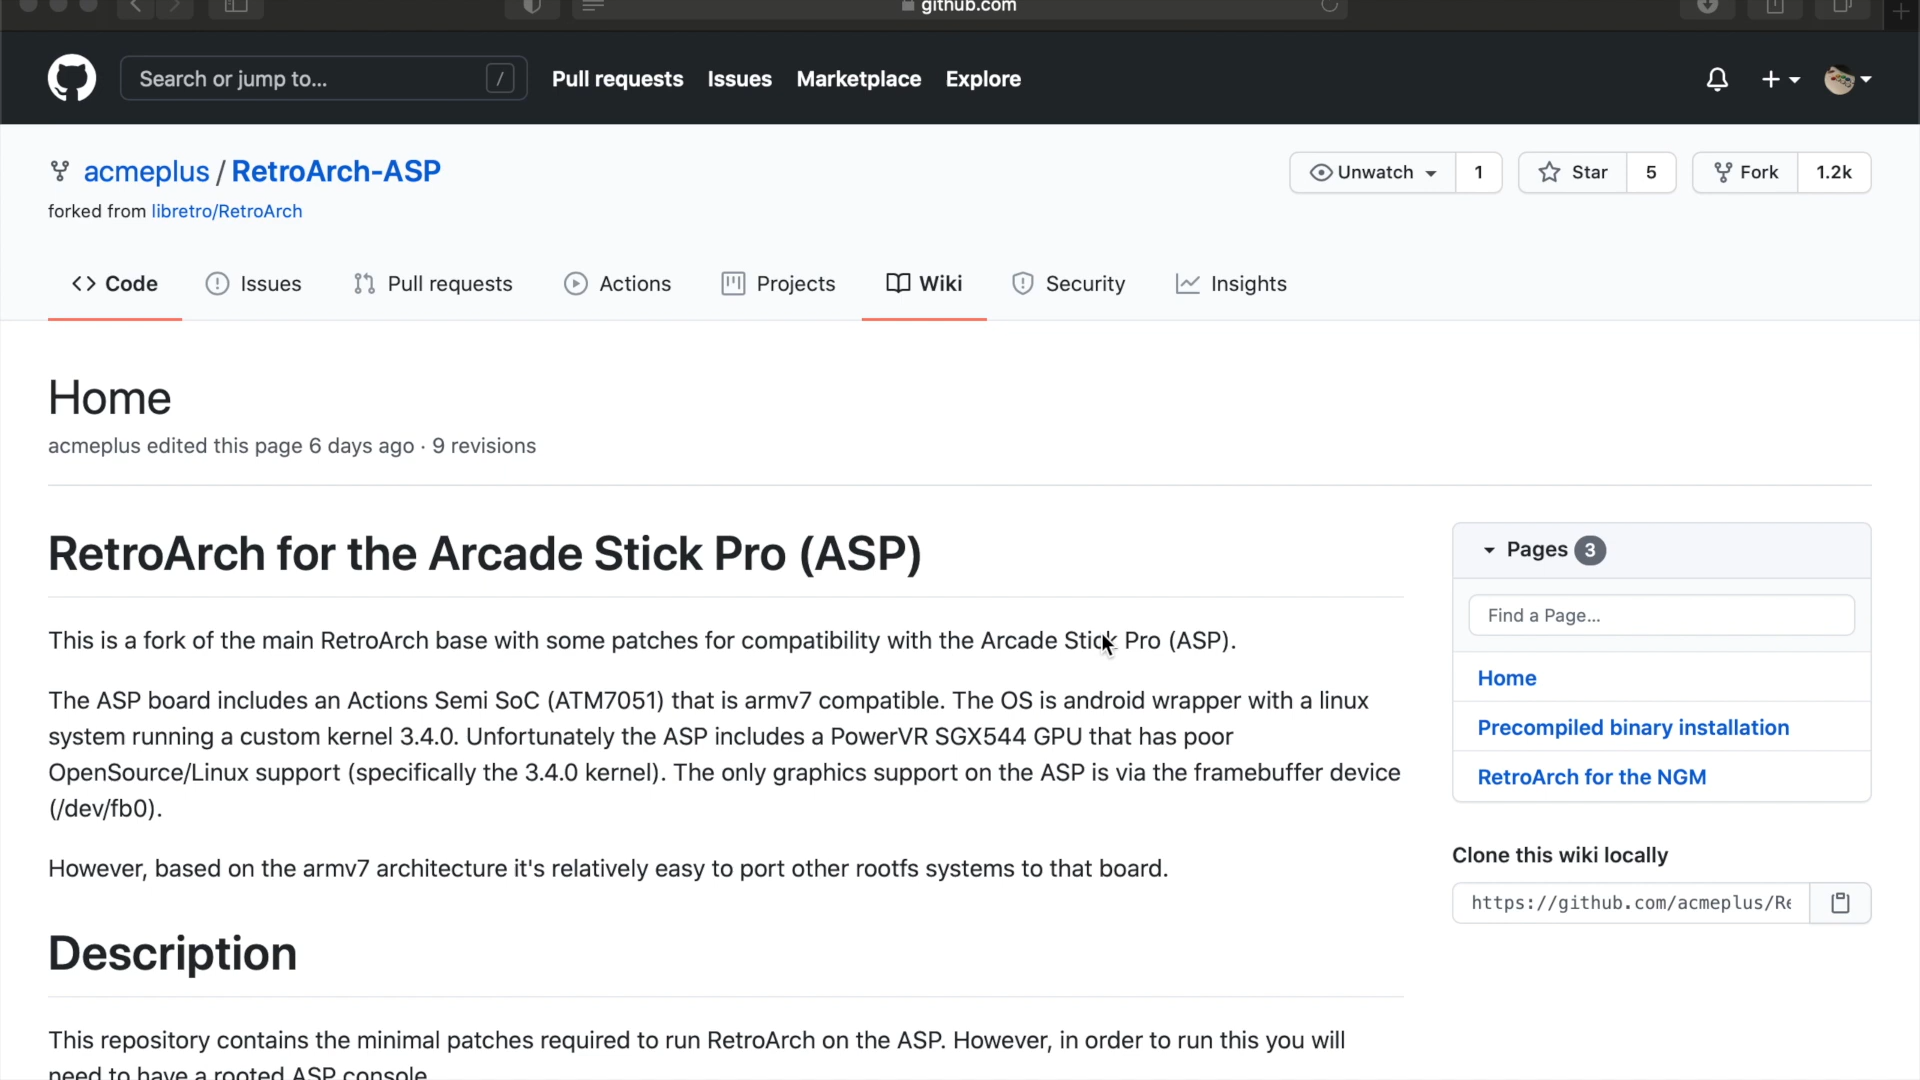 github.com
Search or jump to... /
Pull requests Issues Marketplace Explore
acmeplus / RetroArch-ASP
Unwatch 1 Star 5 Fork 1.2k
forked from libretro/RetroArch
Code Issues Pull requests Actions Projects Wiki Security Insights
Home
acmeplus edited this page 6 days ago · 9 revisions
RetroArch for the Arcade Stick Pro (ASP)
This is a fork of the main RetroArch base with some patches for compatibility with the Arcade Stick Pro (ASP).
The ASP board includes an Actions Semi SoC (ATM7051) that is armv7 compatible. The OS is android wrapper with a linux
system running a custom kernel 3.4.0. Unfortunately the ASP includes a PowerVR SGX544 GPU that has poor
OpenSource/Linux support (specifically the 3.4.0 kernel). The only graphics support on the ASP is via the framebuffer device
(/dev/fb0).
However, based on the armv7 architecture it's relatively easy to port other rootfs systems to that board.
Description
This repository contains the minimal patches required to run RetroArch on the ASP. However, in order to run this you will
need to have a rooted ASP console.
Pages 3
Find a Page...
Home
Precompiled binary installation
RetroArch for the NGM
Clone this wiki locally
https://github.com/acmeplus/Re